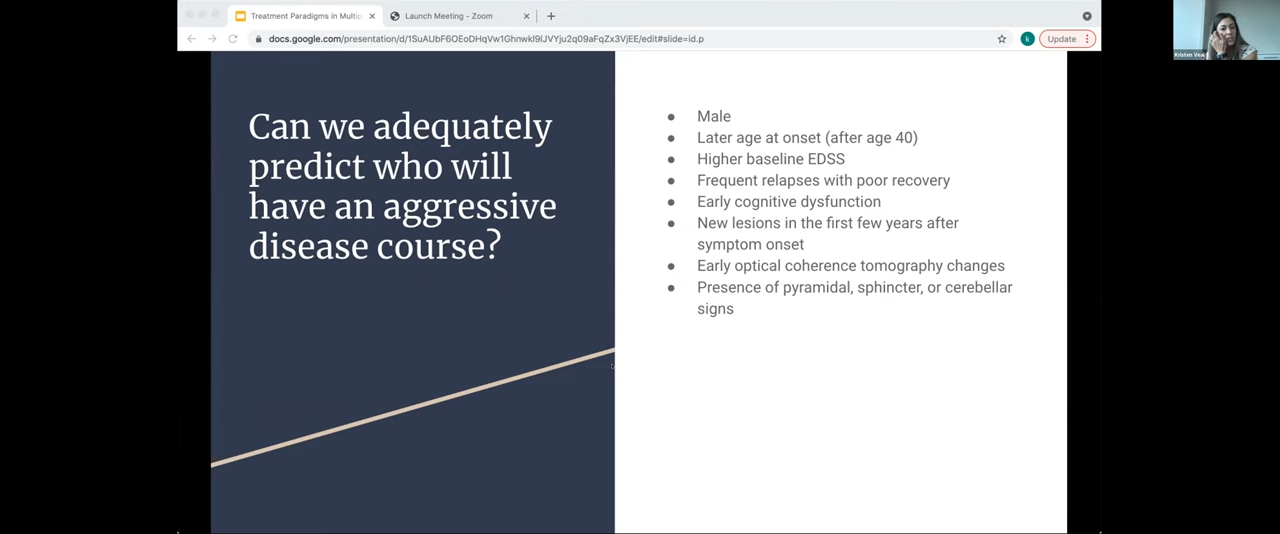 Treatment Paradigms in Multip
Launch Meeting - Zoom
docs.google.com/presentation/d/1SuAUbF6OEoDHqVw1Ghnwkl9lJVYju2q09aFqZx3VjEE/edit#slide=id.p
k
Update
Kristen
Can we adequately
predict who will
have an aggressive
disease course?
● Male
● Later age at onset (after age 40)
● Higher baseline EDSS
● Frequent relapses with poor recovery
● Early cognitive dysfunction
● New lesions in the first few years after
symptom onset
● Early optical coherence tomography changes
● Presence of pyramidal, sphincter, or cerebellar
signs